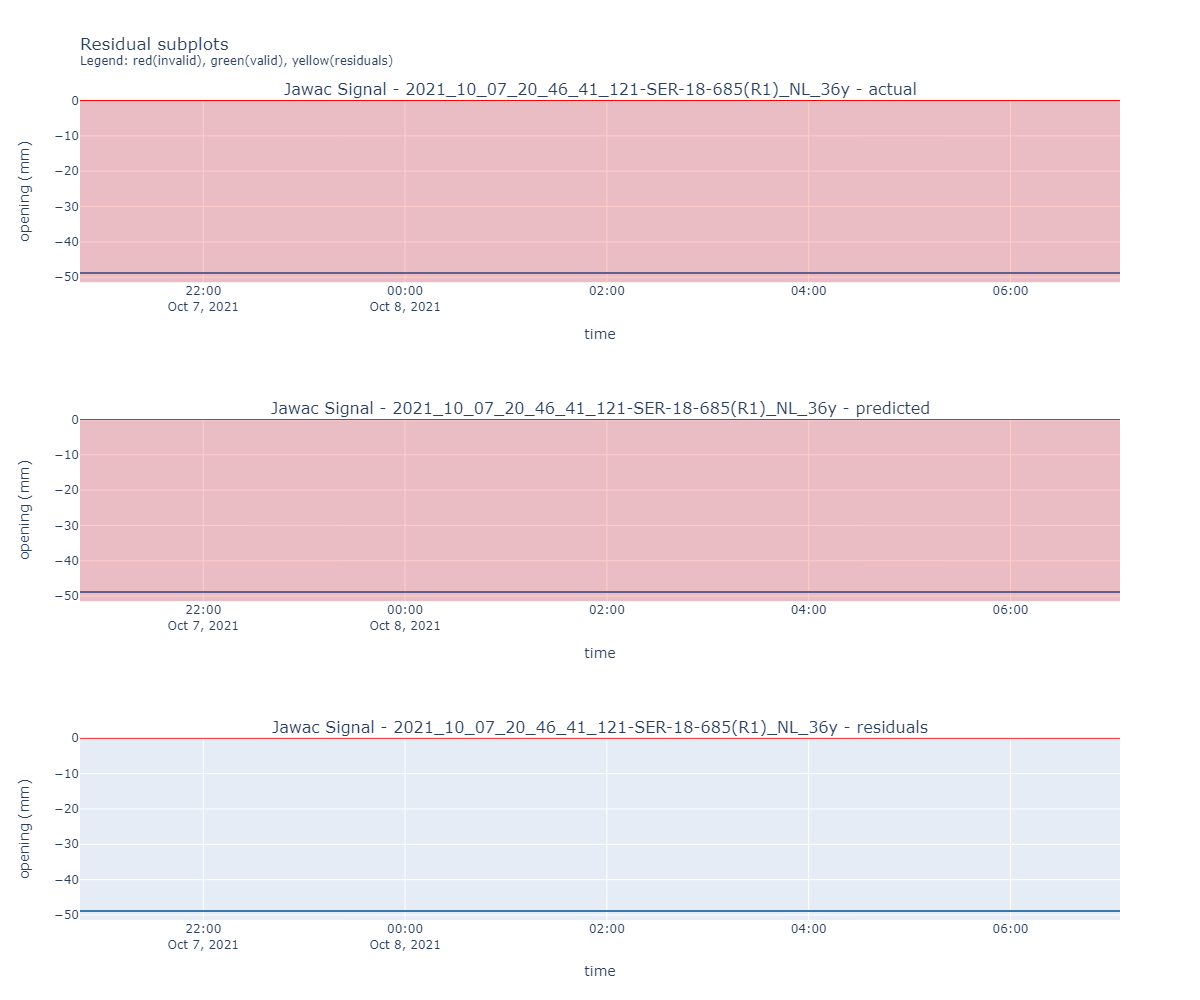 Residual subplots
Legend: red(invalid), green(valid), yellow(residuals)
Jawac Signal - 2021_10_07_20_46_41_121-SER-18-685(R1)_NL_36y - actual
0
−10
−20
−30
−40
−50
opening (mm)
22:00 00:00 02:00 04:00 06:00
Oct 7, 2021 Oct 8, 2021
time
Jawac Signal - 2021_10_07_20_46_41_121-SER-18-685(R1)_NL_36y - predicted
0
−10
−20
−30
−40
−50
opening (mm)
22:00 00:00 02:00 04:00 06:00
Oct 7, 2021 Oct 8, 2021
time
Jawac Signal - 2021_10_07_20_46_41_121-SER-18-685(R1)_NL_36y - residuals
0
−10
−20
−30
−40
−50
opening (mm)
22:00 00:00 02:00 04:00 06:00
Oct 7, 2021 Oct 8, 2021
time